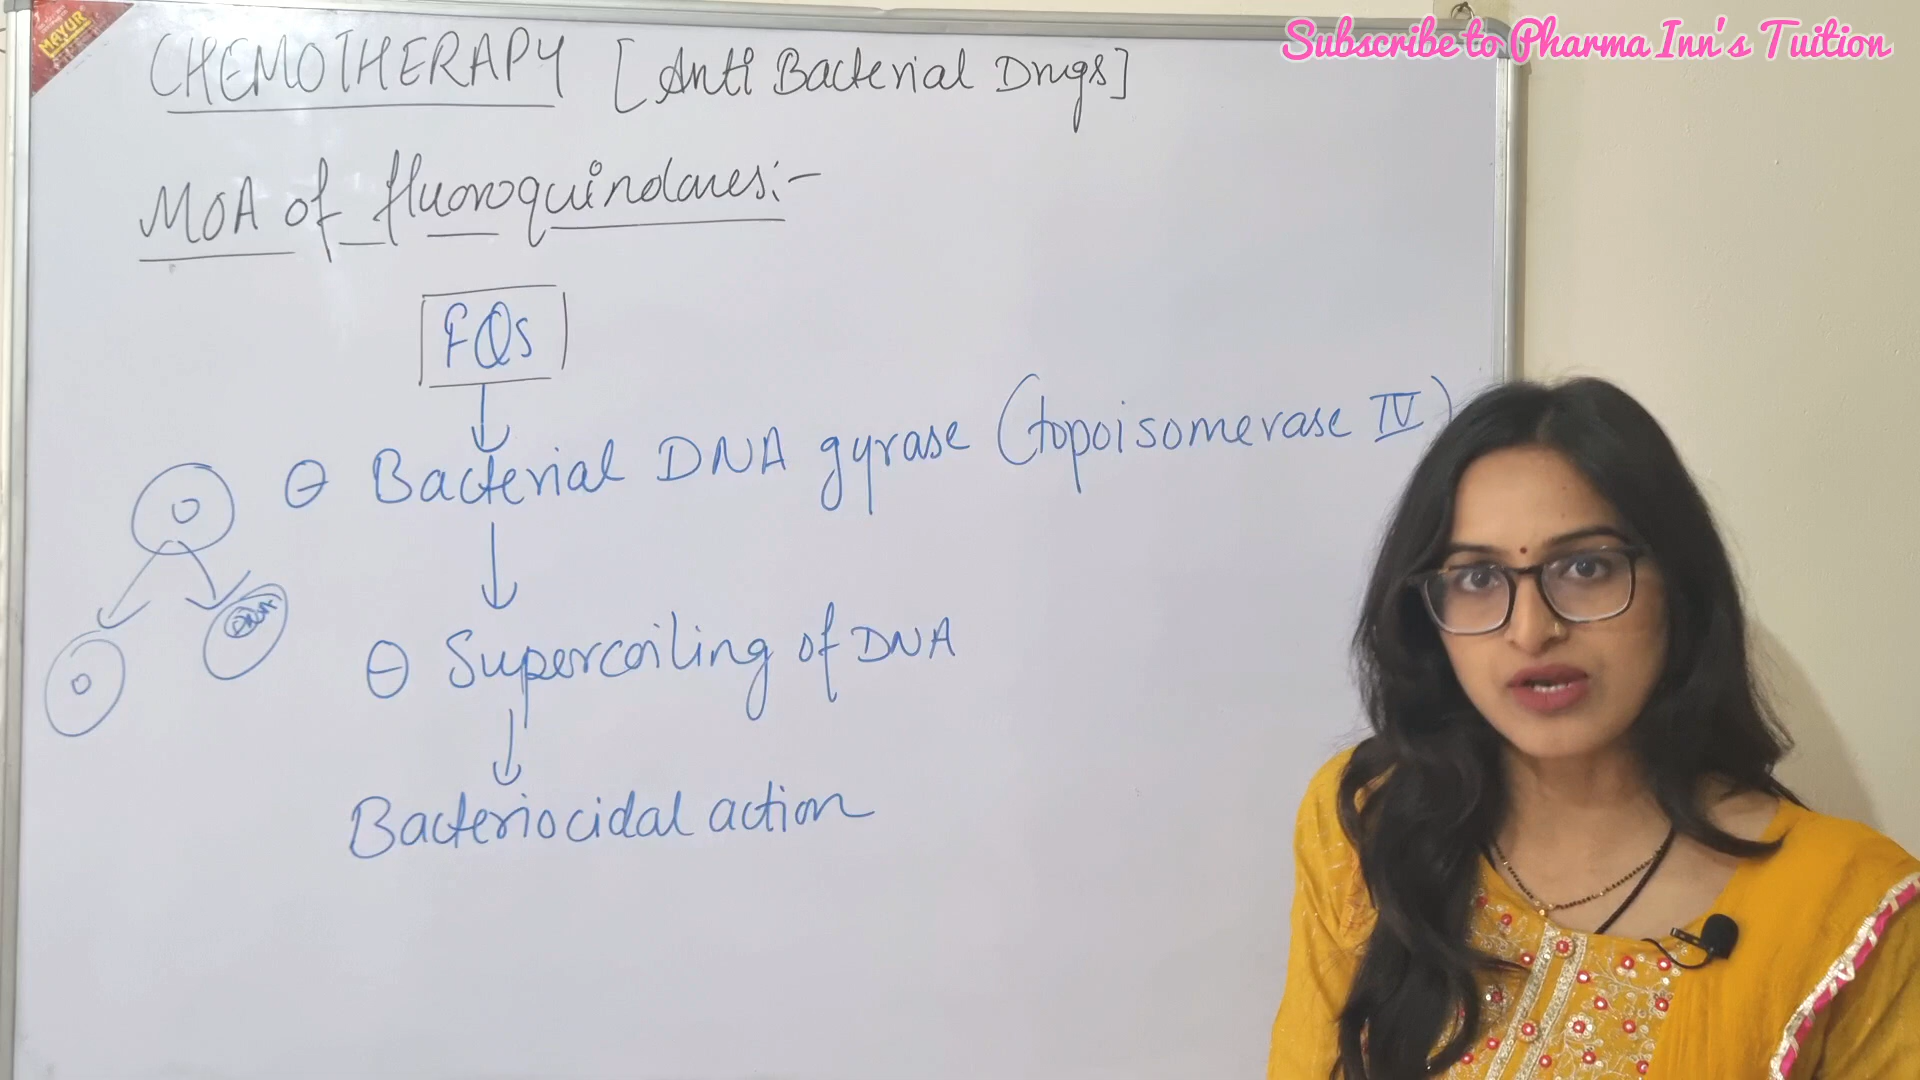 MAYUR
Subscribe to Pharma Inn's Tuition
CHEMOTHERAPY [Anti Bacterial Drugs]
MOA of fluoroquinolones:-
FQs
⊖ Bacterial DNA gyrase (topoisomerase IV)
DNA
⊖ Supercoiling of DNA
Bacteriocidal action